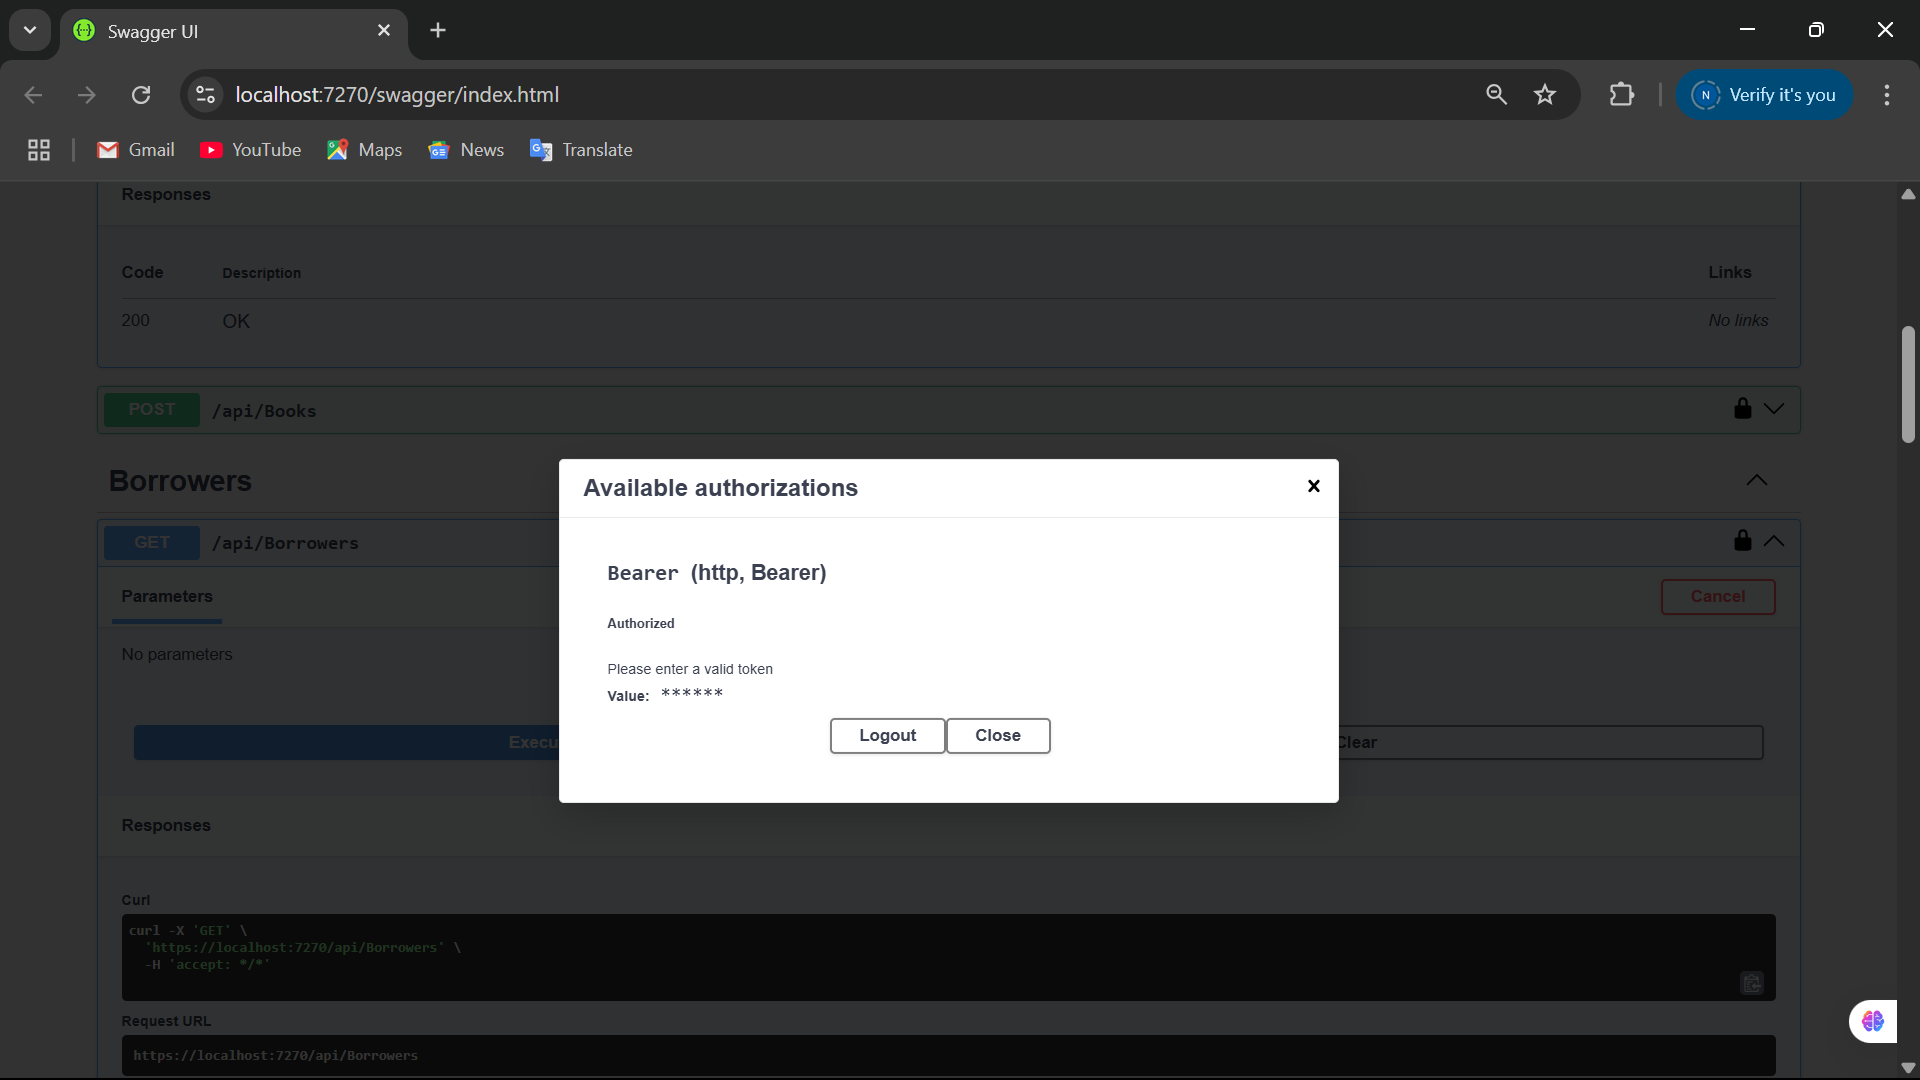 Swagger UI
localhost:7270/swagger/index.html
N Verify it's you
Gmail YouTube Maps News Translate
Responses
Code Description Links
200 OK No links
POST /api/Books
Borrowers
GET /api/Borrowers
Parameters Cancel
No parameters
Execu Clear
Available authorizations
Bearer (http, Bearer)
Authorized
Please enter a valid token
Value: ******
Logout Close
Responses
Curl
curl -X 'GET' \
'https://localhost:7270/api/Borrowers' \
-H 'accept: */*'
Request URL
https://localhost:7270/api/Borrowers